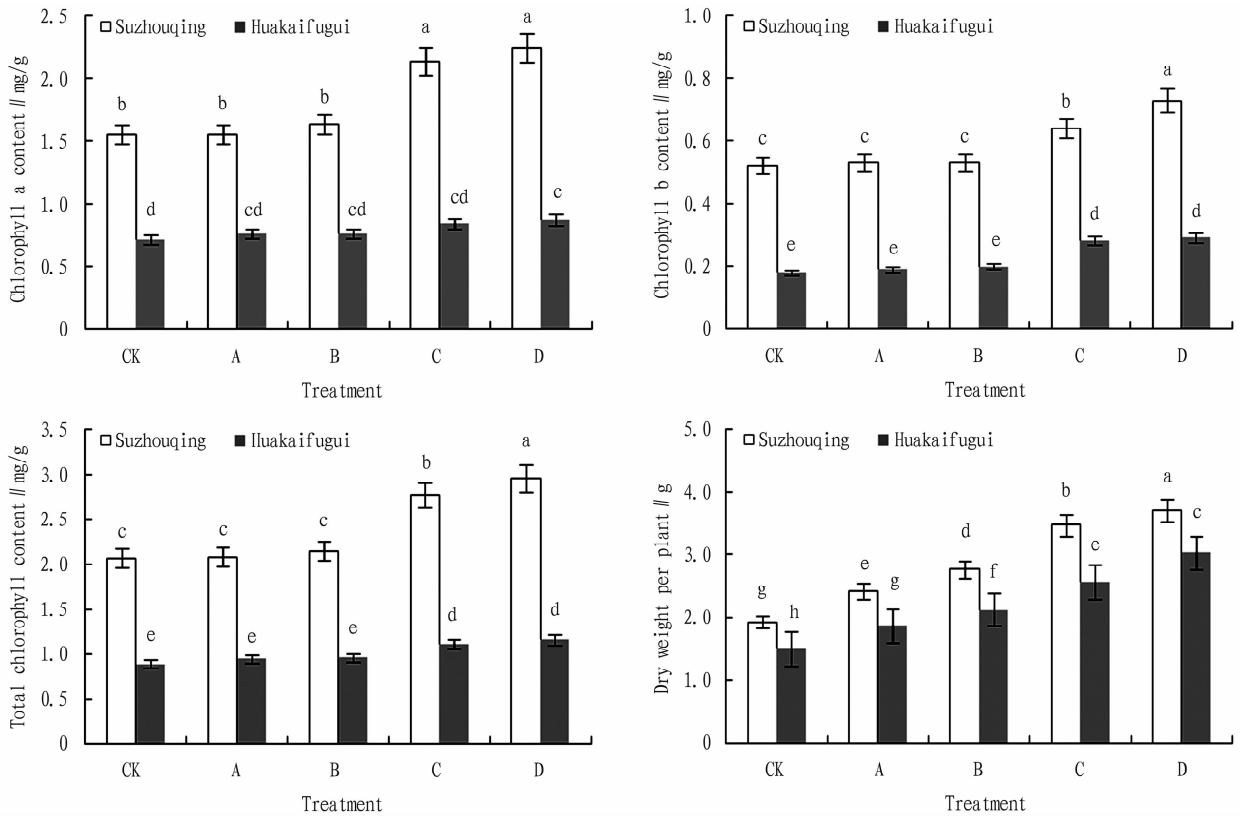 2.5
Suzhouqing Huakaifugui
a a
2.0
b b b
1.5
1.0
d cd cd cd c
0.5
0
CK A B C D
Treatment
Chlorophyll a content∥mg/g
1.0
Suzhouqing Huakaifugui
0.8
a
b
c c c
0.6
0.4
d d
e e e
0.2
0
CK A B C D
Treatment
Chlorophyll b content∥mg/g
3.5
Suzhouqing Huakaifugui
a
b
3.0
2.5
c c c
2.0
1.5
d d
e e e
1.0
0.5
0
CK A B C D
Treatment
Total chlorophyll content∥mg/g
5.0
Suzhouqing Huakaifugui
4.0
a
b
c
d
e
3.0
g h e g f
2.0
1.0
0
CK A B C D
Treatment
Dry weight per plant∥g